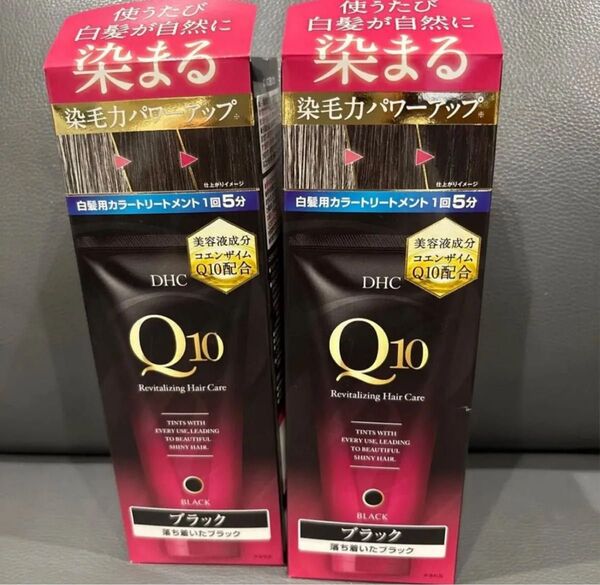 使うたび
白髪が自然に
染まる
染毛力パワーアップ※
仕上がりイメージ
白髪用カラートリートメント1回5分
美容液成分
コエンザイム
Q10配合
DHC
Q10
Revitalizing Hair Care
TINTS WITH
EVERY USE, LEADING
TO BEAUTIFUL
SHINY HAIR.
BLACK
ブラック
落ち着いたブラック
使うたび
白髪が自然に
染まる
染毛力パワーアップ※
仕上がりイメージ
白髪用カラートリートメント1回5分
美容液成分
コエンザイム
Q10配合
DHC
Q10
Revitalizing Hair Care
TINTS WITH
EVERY USE, LEADING
TO BEAUTIFUL
SHINY HAIR.
BLACK
ブラック
落ち着いたブラック